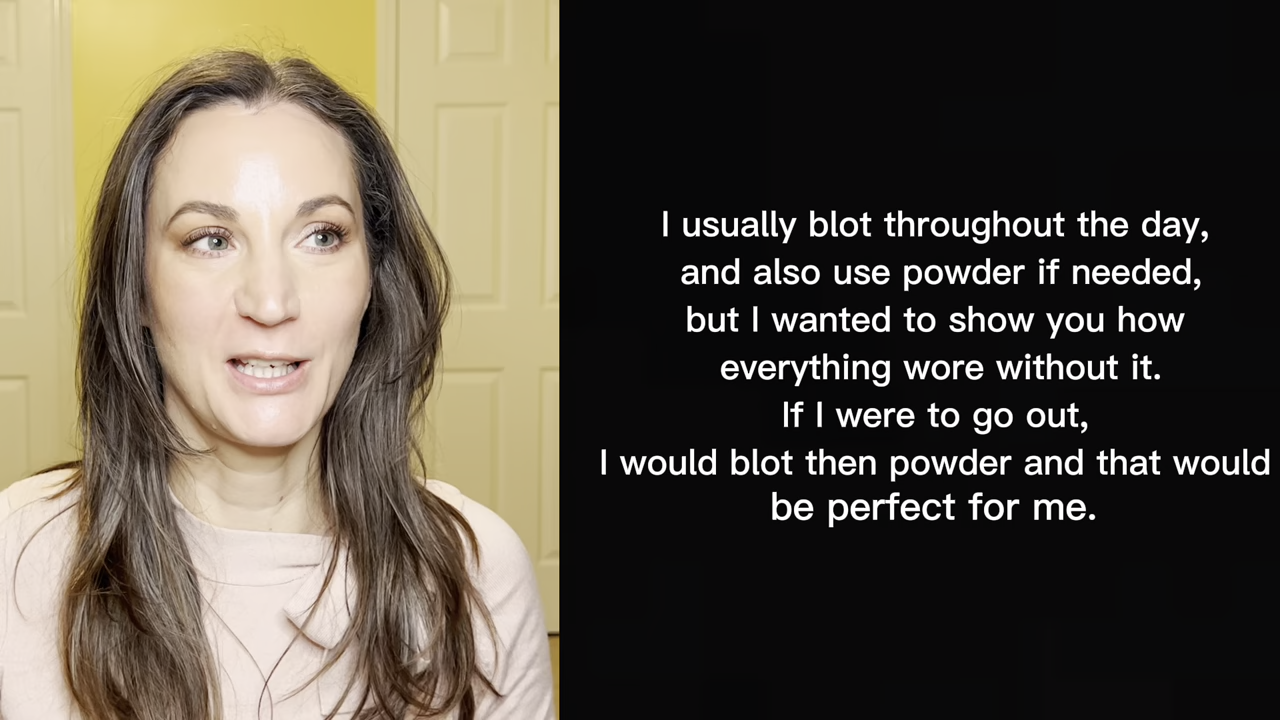 I usually blot throughout the day,
and also use powder if needed,
but I wanted to show you how
everything wore without it.
If I were to go out,
I would blot then powder and that would
be perfect for me.